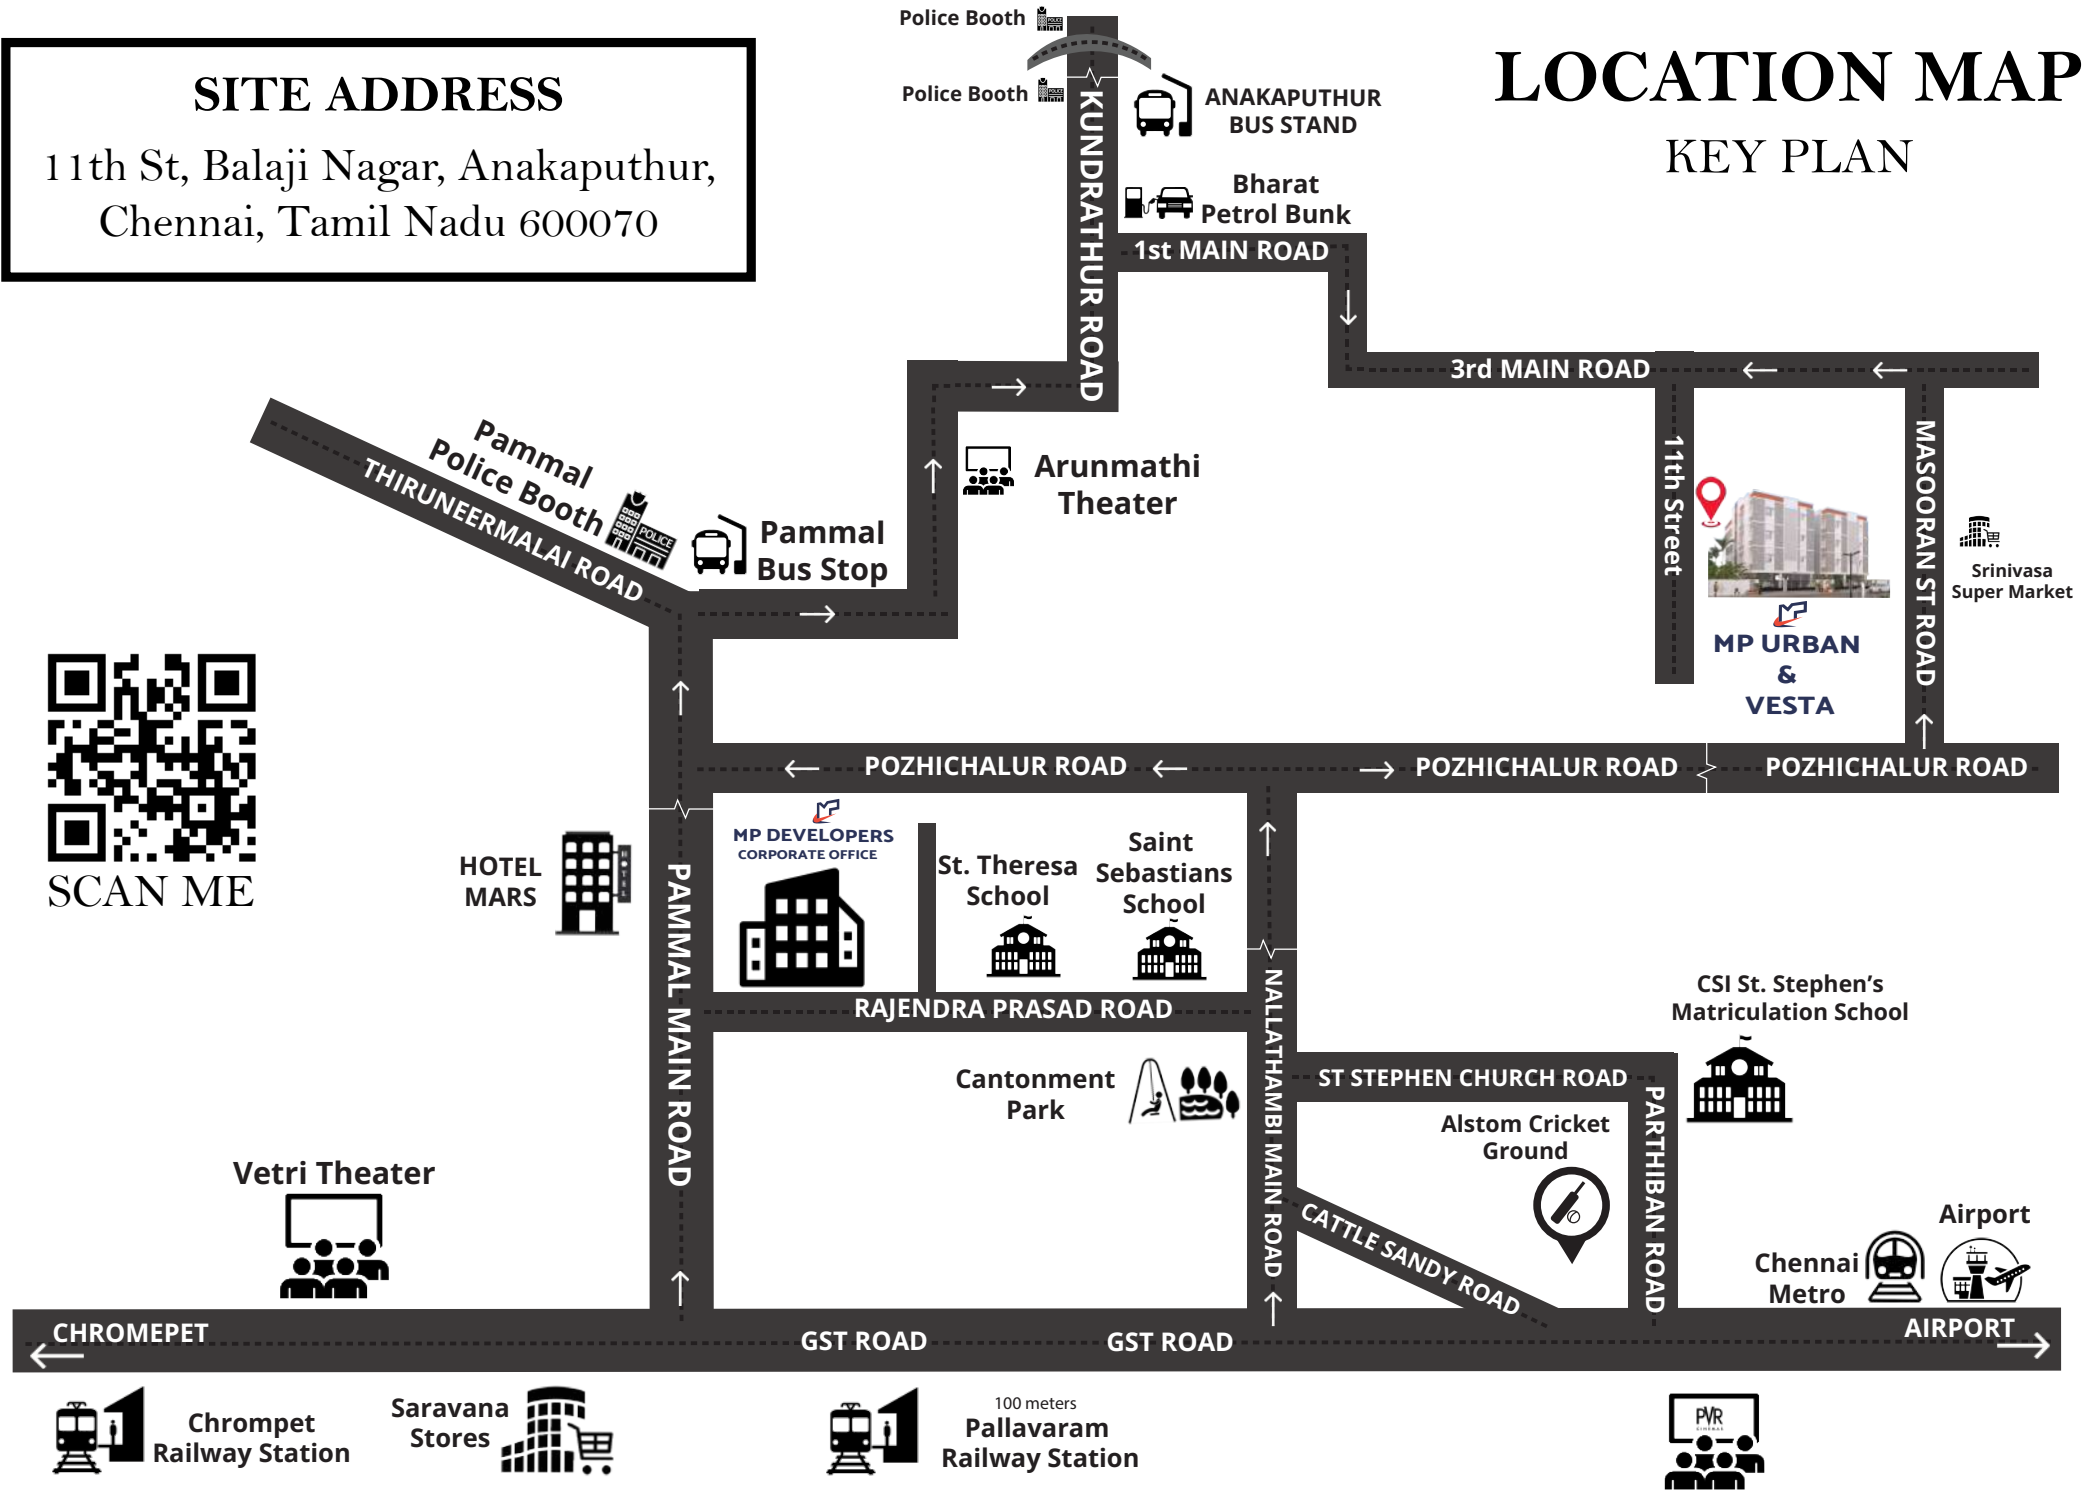 Police Booth
LOCATION MAP
KEY PLAN
SITE ADDRESS
11th St, Balaji Nagar, Anakaputhur,
Chennai, Tamil Nadu 600070
Police Booth
ANAKAPUTHUR
BUS STAND
Bharat
Petrol Bunk
KUNDRATHUR ROAD
1st MAIN ROAD
3rd MAIN ROAD
Pammal
Police Booth
THIRUNEERMALAI ROAD
POLICE
Pammal
Bus Stop
Arunmathi
Theater
11th Street
MASOORAN ST ROAD
Srinivasa
Super Market
MP URBAN
&
VESTA
SCAN ME
POZHICHALUR ROAD
POZHICHALUR ROAD
POZHICHALUR ROAD
HOTEL
MARS
HOTEL
PAMMAL MAIN ROAD
MP DEVELOPERS
CORPORATE OFFICE
St. Theresa
School
Saint
Sebastians
School
RAJENDRA PRASAD ROAD
NALLATHAMBI MAIN ROAD
Cantonment
Park
CSI St. Stephen’s
Matriculation School
ST STEPHEN CHURCH ROAD
Alstom Cricket
Ground
PARTHIBAN ROAD
CATTLE SANDY ROAD
Vetri Theater
Chennai
Metro
Airport
CHROMEPET
GST ROAD
GST ROAD
AIRPORT
Chrompet
Railway Station
Saravana
Stores
100 meters
Pallavaram
Railway Station
PVR
CINEMAS